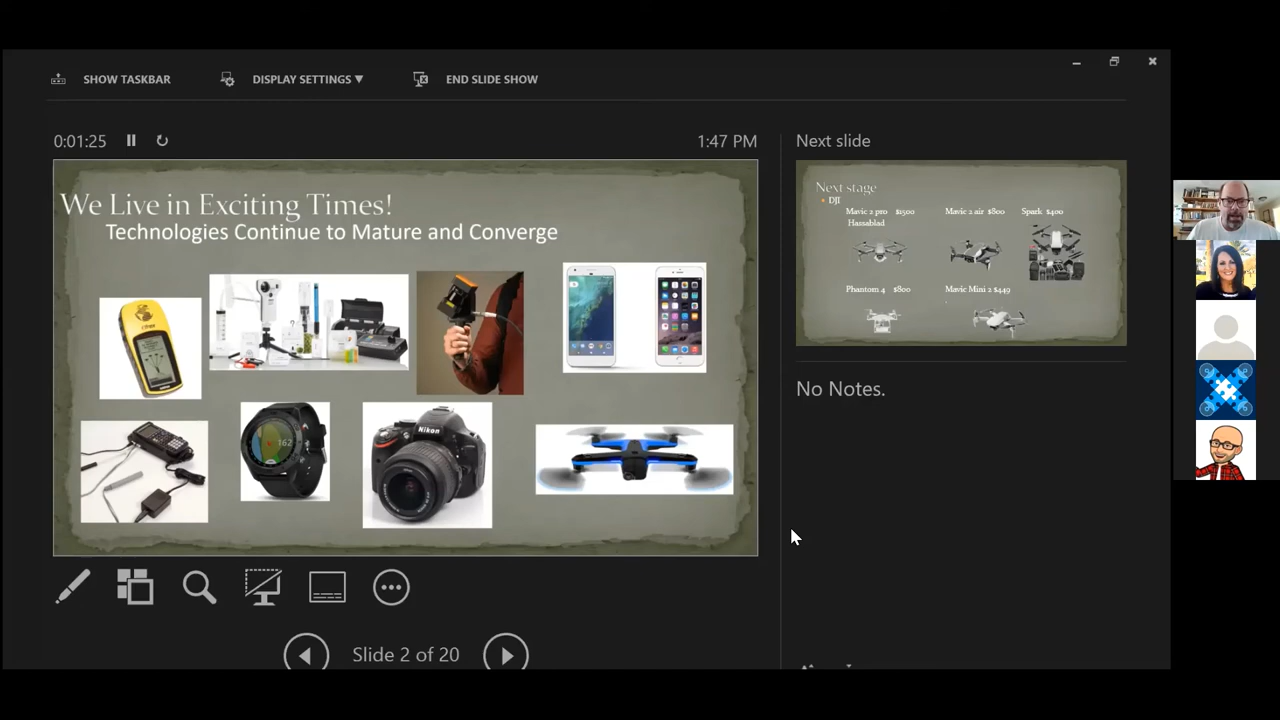 SHOW TASKBAR
DISPLAY SETTINGS ▼
END SLIDE SHOW
0:01:25
1:47 PM
We Live in Exciting Times!
Technologies Continue to Mature and Converge
162
Nikon
Slide 2 of 20
Next slide
Next stage
DJI
Mavic 2 pro $1500
Hassablad
Mavic 2 air $800
Spark $400
Phantom 4 $800
Mavic Mini 2 $449
No Notes.